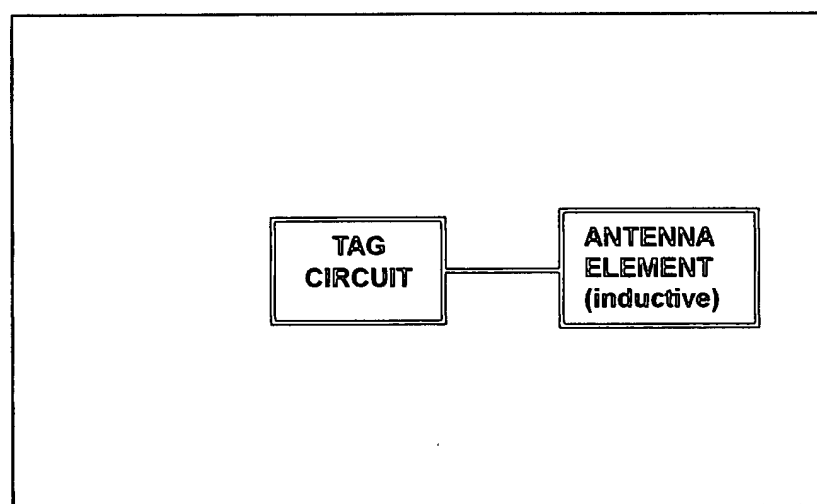 TAG
CIRCUIT
ANTENNA
ELEMENT
(inductive)